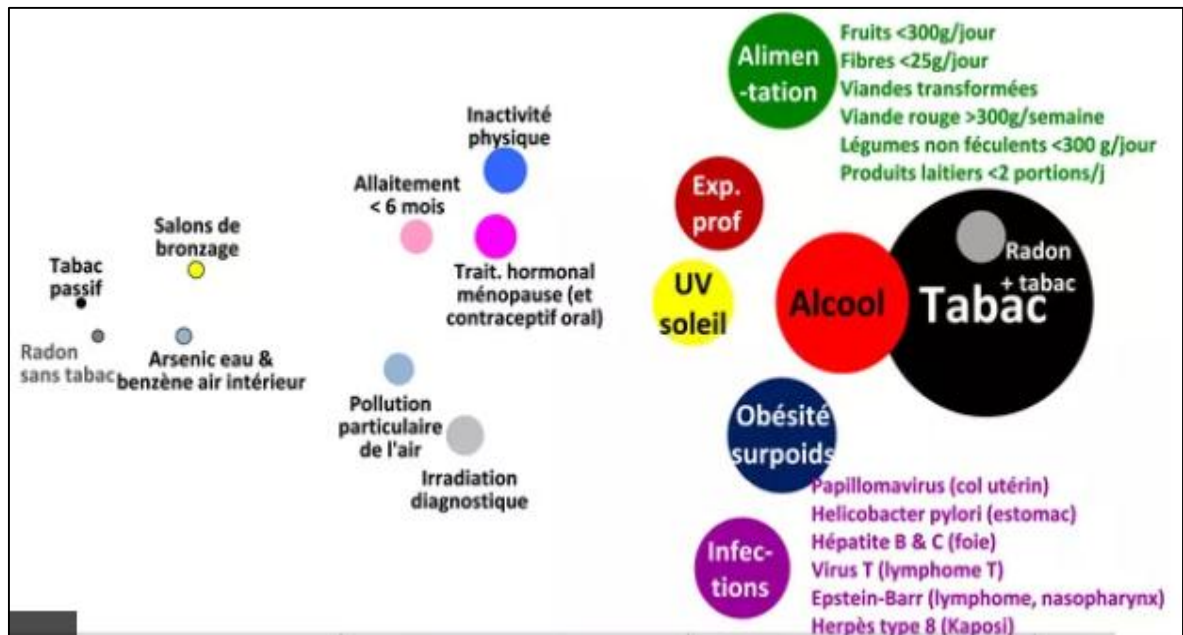 Alimen
-tation
Fruits <300g/jour
Fibres <25g/jour
Viandes transformées
Viande rouge >300g/semaine
Légumes non féculents <300 g/jour
Produits laitiers <2 portions/j
Inactivité
physique
Allaitement
< 6 mois
Exp.
prof
Salons de
bronzage
Trait. hormonal
ménopause (et
contraceptif oral)
UV
soleil
Alcool
Tabac
Radon
+ tabac
Tabac
passif
Radon
sans tabac
Arsenic eau &
benzène air intérieur
Pollution
particulaire
de l'air
Irradiation
diagnostique
Obésité
surpoids
Infec-
tions
Papillomavirus (col utérin)
Helicobacter pylori (estomac)
Hépatite B & C (foie)
Virus T (lymphome T)
Epstein-Barr (lymphome, nasopharynx)
Herpès type 8 (Kaposi)